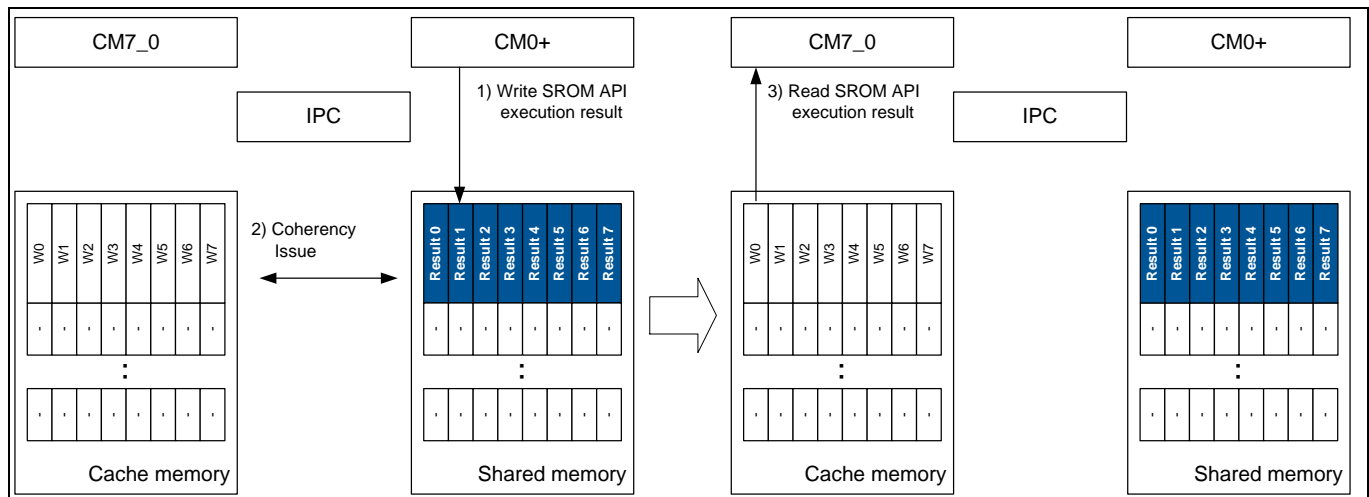 CM7_0
CM0+
CM7_0
CM0+
1) Write SROM API
execution result
3) Read SROM API
execution result
IPC
IPC
W0 W1 W2 W3 W4 W5 W6 W7
- - - - - - - -
:
- - - - - - - -
Cache memory
2) Coherency
Issue
Result 0 Result 1 Result 2 Result 3 Result 4 Result 5 Result 6 Result 7
- - - - - - - -
:
- - - - - - - -
Shared memory
W0 W1 W2 W3 W4 W5 W6 W7
- - - - - - - -
:
- - - - - - - -
Cache memory
Result 0 Result 1 Result 2 Result 3 Result 4 Result 5 Result 6 Result 7
- - - - - - - -
:
- - - - - - - -
Shared memory